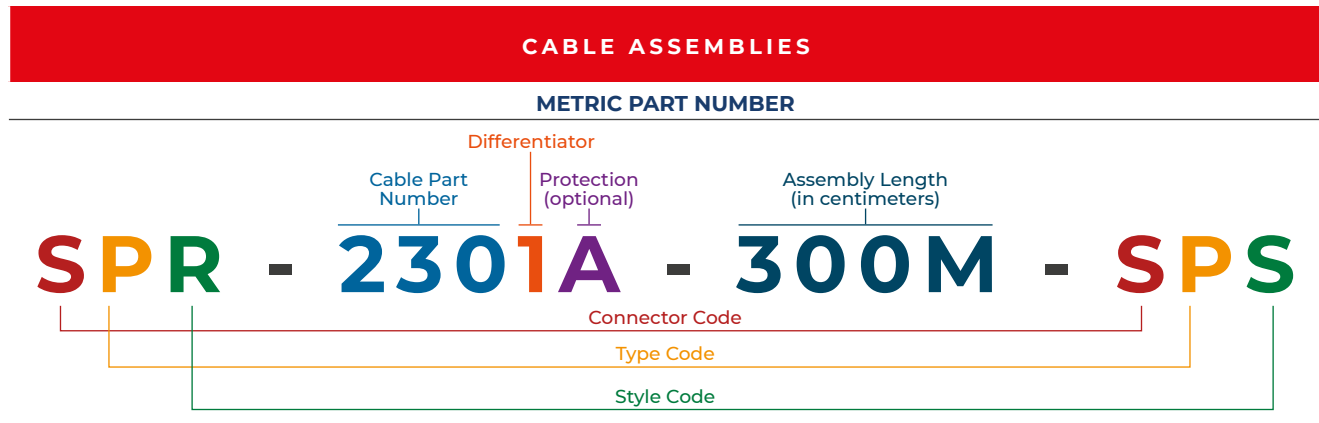 CABLE ASSEMBLIES
METRIC PART NUMBER
Differentiator
Cable Part
Number
Protection
(optional)
Assembly Length
(in centimeters)
SPR - 2301A - 300M - SPS
Connector Code
Type Code
Style Code